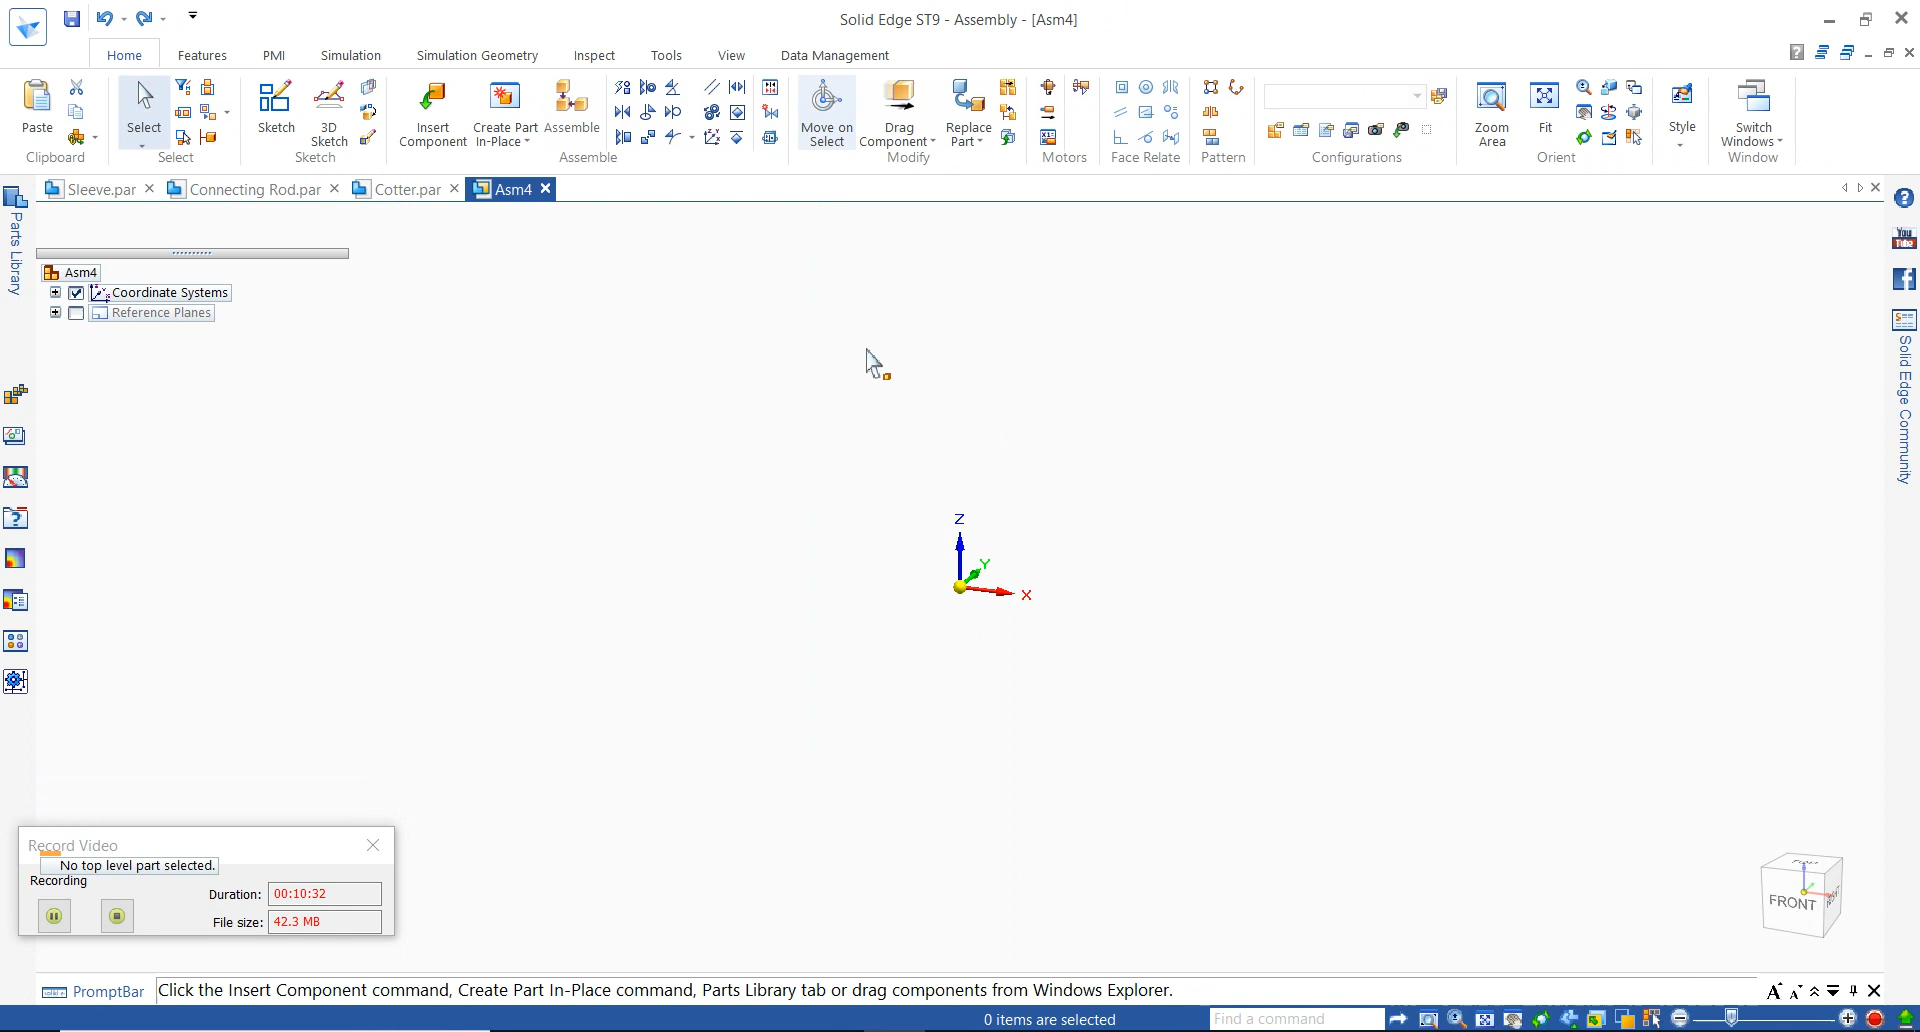 Solid Edge ST9 - Assembly - [Asm4]
Home Features PMI Simulation Simulation Geometry Inspect Tools View Data Management
Paste
Select
Sketch
3D
Sketch
Insert
Component
Create Part
In-Place
Assemble
Move on
Select
Drag
Component
Replace
Part
Zoom
Area
Fit
Style
Switch
Windows
Clipboard Select Sketch Assemble Modify Motors Face Relate Pattern Configurations Orient Window
Sleeve.par Connecting Rod.par Cotter.par Asm4
Parts Library
Asm4
Coordinate Systems
Reference Planes
You
Tube
Solid Edge Community
Z
Y
X
Record Video
No top level part selected.
Recording
Duration: 00:10:32
File size: 42.3 MB
TOP
FRONT
RIGHT
PromptBar Click the Insert Component command, Create Part In-Place command, Parts Library tab or drag components from Windows Explorer.
0 items are selected Find a command